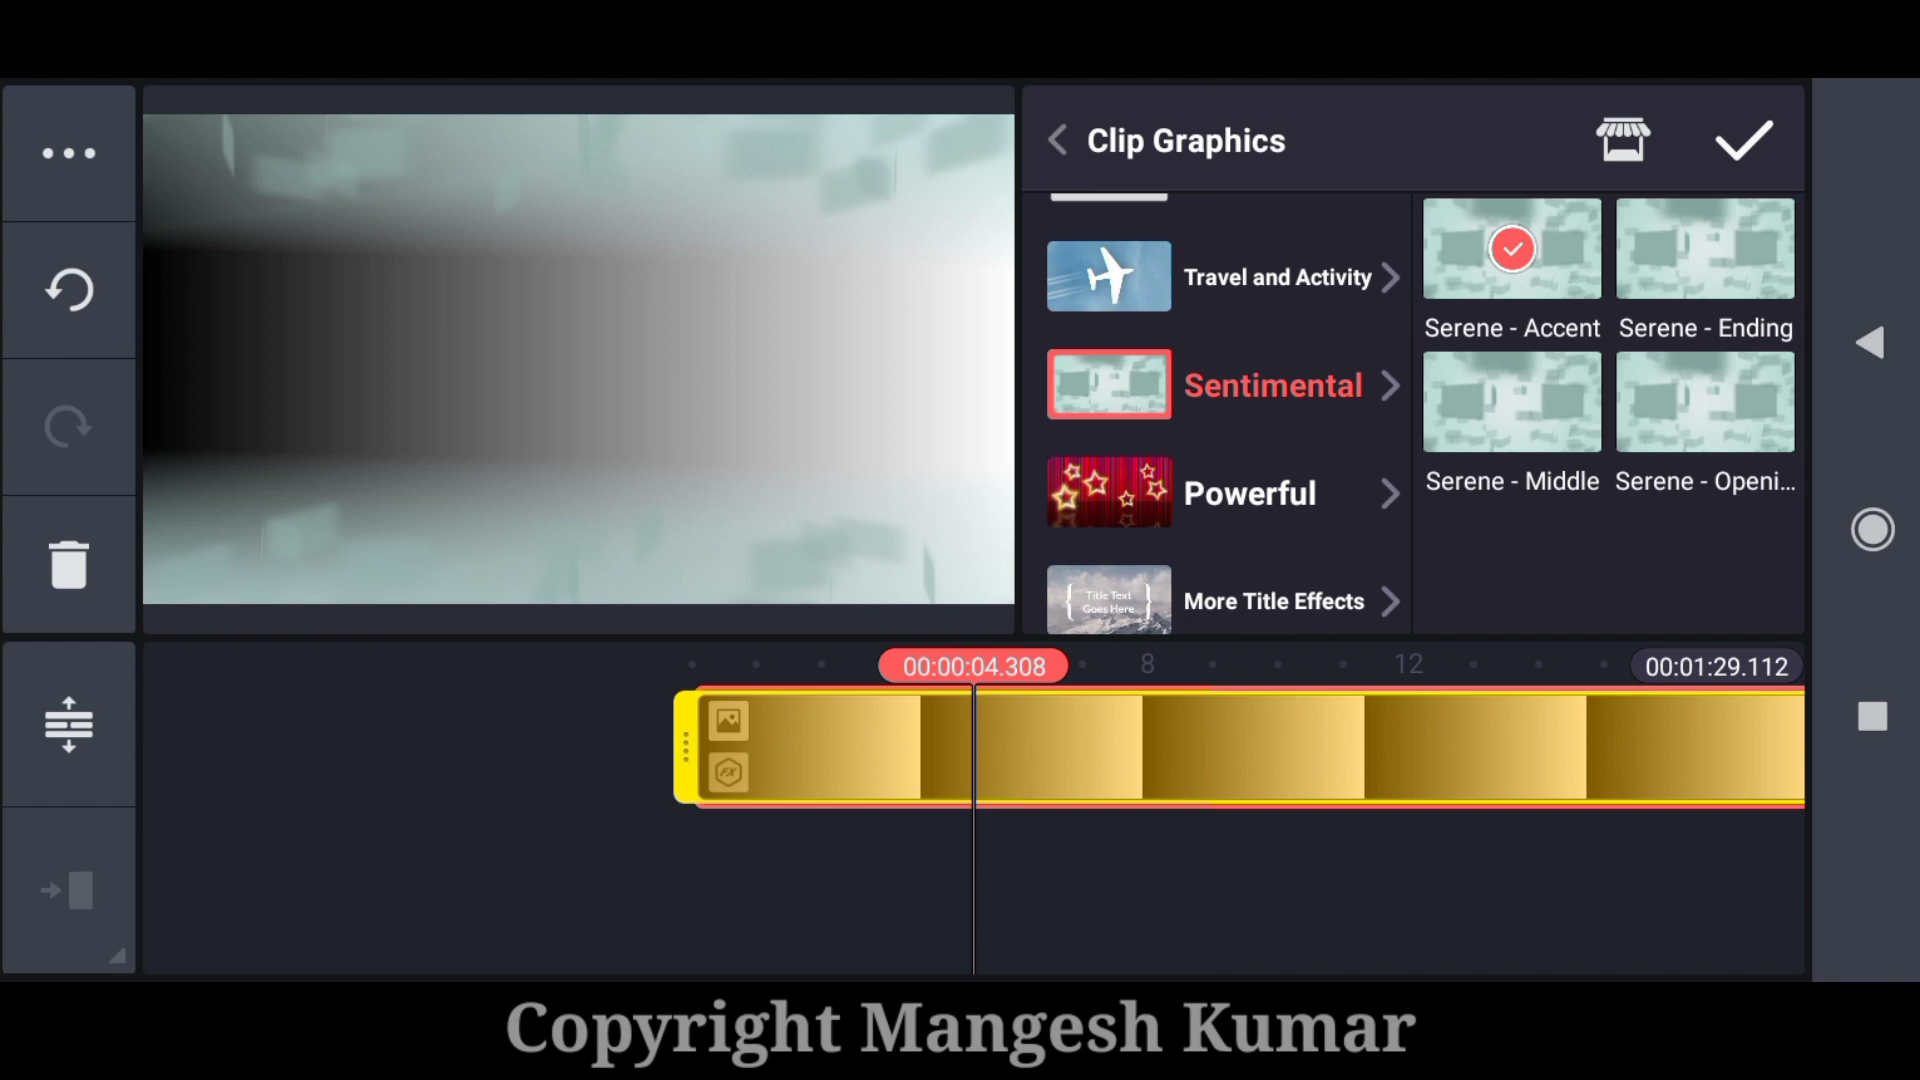 Clip Graphics
Travel and Activity
Sentimental
Powerful
Title Text
Goes Here
More Title Effects
Serene - Accent
Serene - Ending
Serene - Middle
Serene - Openi...
00:00:04.308
8
12
00:01:29.112
FX
Copyright Mangesh Kumar